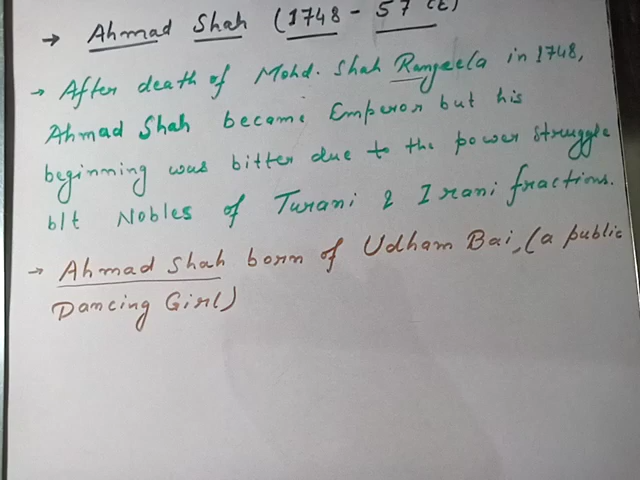 → Ahmad Shah (1748 - 57 CE)
→ After death of Mohd. Shah Rangeela in 1748,
Ahmad Shah became Emperor but his
beginning was bitter due to the power struggle
b/t Nobles of Turani & Irani fractions.
→ Ahmad Shah born of Udham Bai, (a public
Dancing Girl)